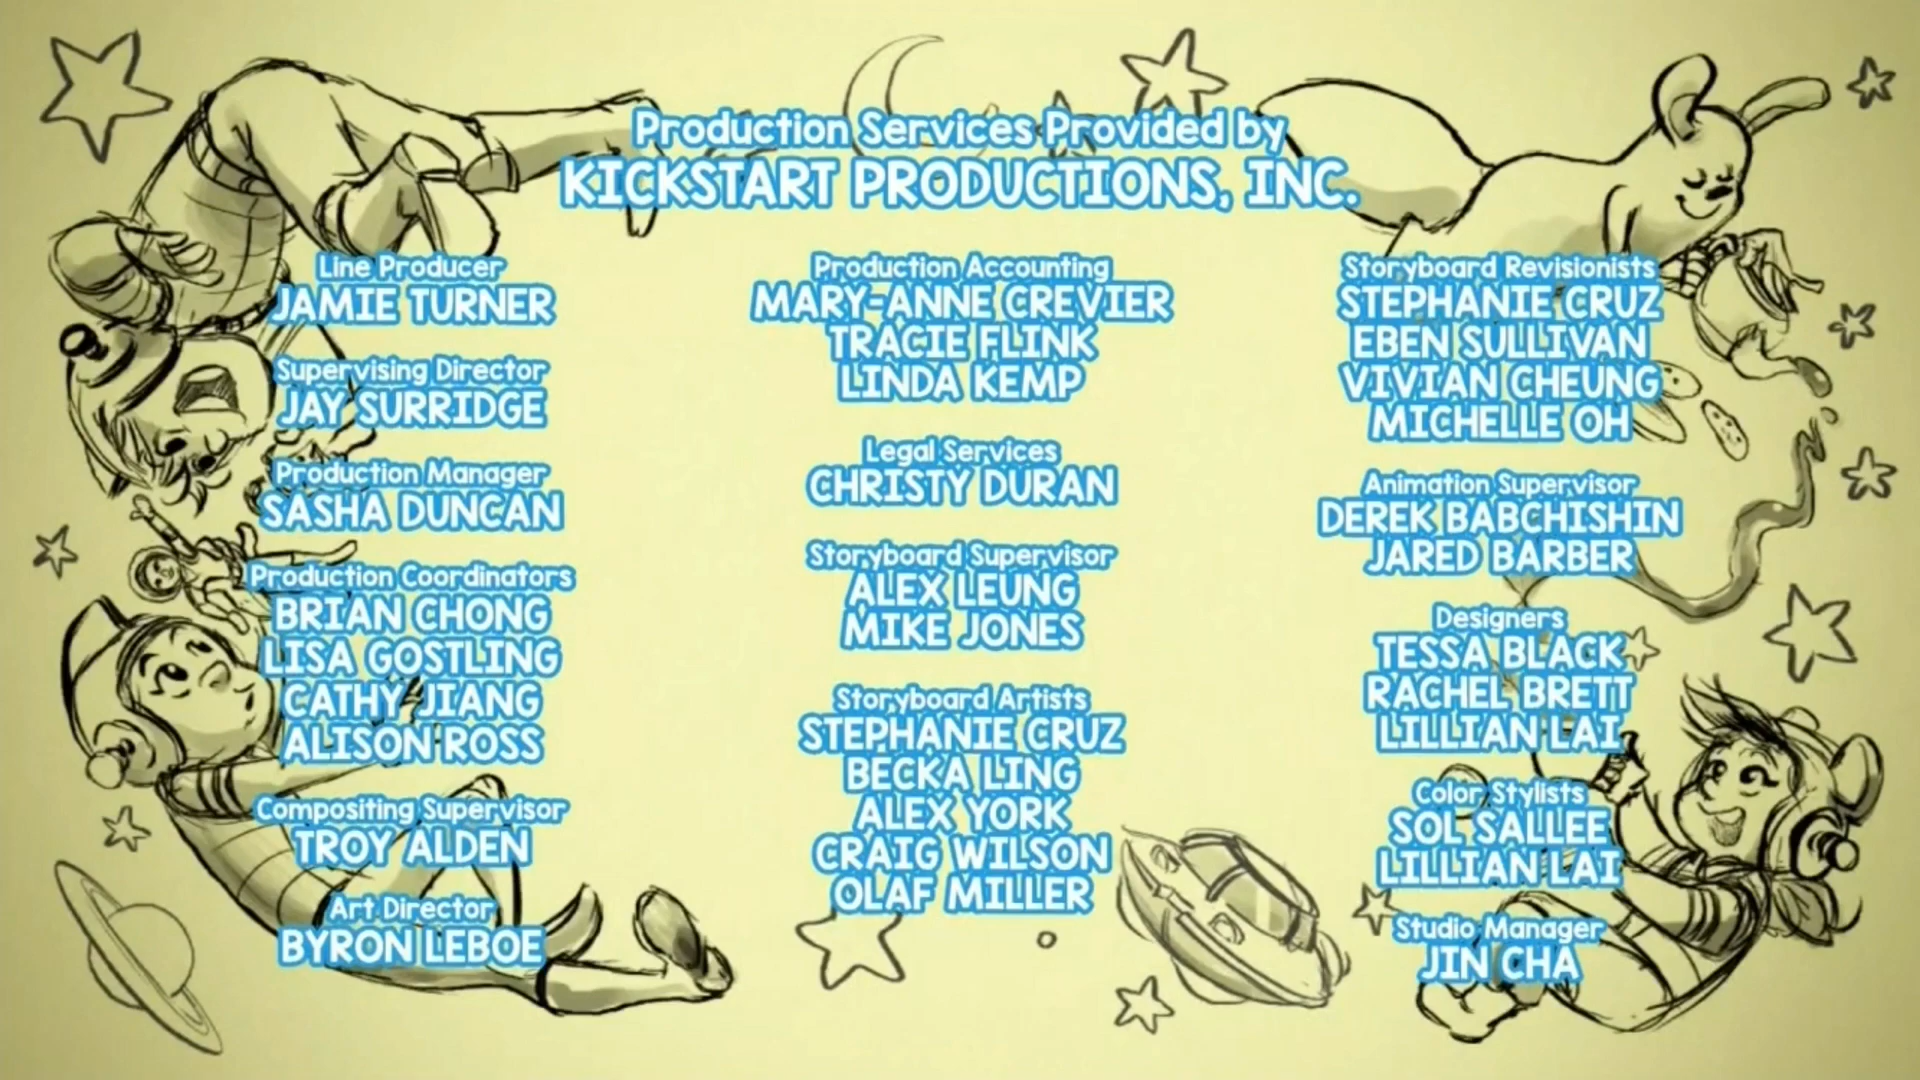 Production Services Provided by
KICKSTART PRODUCTIONS, INC.
Line Producer
JAMIE TURNER
Supervising Director
JAY SURRIDGE
Production Manager
SASHA DUNCAN
Production Coordinators
BRIAN CHONG
LISA GOSTLING
CATHY JIANG
ALISON ROSS
Compositing Supervisor
TROY ALDEN
Art Director
BYRON LEBOE
Production Accounting
MARY-ANNE CREVIER
TRACIE FLINK
LINDA KEMP
Legal Services
CHRISTY DURAN
Storyboard Supervisor
ALEX LEUNG
MIKE JONES
Storyboard Artists
STEPHANIE CRUZ
BECKA LING
ALEX YORK
CRAIG WILSON
OLAF MILLER
Storyboard Revisionists
STEPHANIE CRUZ
EBEN SULLIVAN
VIVIAN CHEUNG
MICHELLE OH
Animation Supervisor
DEREK BABCHISHIN
JARED BARBER
Designers
TESSA BLACK
RACHEL BRETT
LILLIAN LAI
Color Stylists
SOL SALLEE
LILLIAN LAI
Studio Manager
JIN CHA